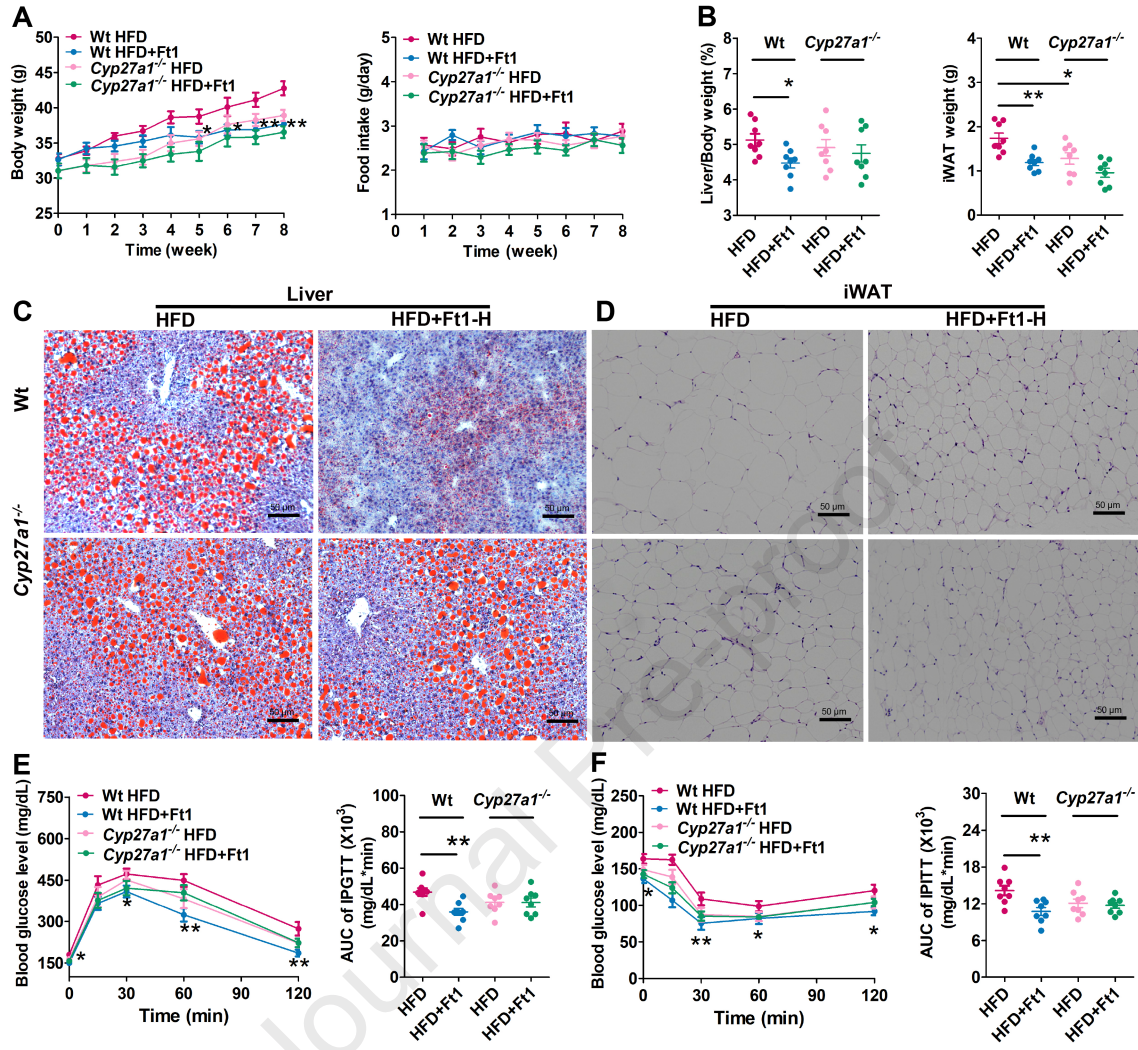 A
Body weight (g)
50
45
40
35
30
25
0 1 2 3 4 5 6 7 8
Time (week)
Wt HFD
Wt HFD+Ft1
Cyp27a1-/- HFD
Cyp27a1-/- HFD+Ft1
* * ** **
Food intake (g/day)
5
4
3
2
1
0 1 2 3 4 5 6 7 8
Time (week)
Wt HFD
Wt HFD+Ft1
Cyp27a1-/- HFD
Cyp27a1-/- HFD+Ft1
B
Liver/Body weight (%)
8
7
6
5
4
3
Wt Cyp27a1-/-
*
HFD HFD+Ft1 HFD HFD+Ft1
iWAT weight (g)
4
3
2
1
0
Wt Cyp27a1-/-
*
**
HFD HFD+Ft1 HFD HFD+Ft1
C
Liver
HFD HFD+Ft1-H
Wt
50 µm 50 µm
Cyp27a1-/-
50 µm 50 µm
D
iWAT
HFD HFD+Ft1-H
50 µm 50 µm
50 µm 50 µm
E
Blood glucose level (mg/dL)
750
600
450
300
150
0 30 60 90 120
Time (min)
Wt HFD
Wt HFD+Ft1
Cyp27a1-/- HFD
Cyp27a1-/- HFD+Ft1
* * ** **
AUC of IPGTT (X103)
(mg/dL*min)
100
80
60
40
20
0
Wt Cyp27a1-/-
**
HFD HFD+Ft1 HFD HFD+Ft1
F
Blood glucose level (mg/dL)
250
200
150
100
50
0
0 30 60 90 120
Time (min)
Wt HFD
Wt HFD+Ft1
Cyp27a1-/- HFD
Cyp27a1-/- HFD+Ft1
* ** * *
AUC of IPITT (X103)
(mg/dL*min)
30
24
18
12
6
0
Wt Cyp27a1-/-
**
HFD HFD+Ft1 HFD HFD+Ft1
Journal Pre-proof